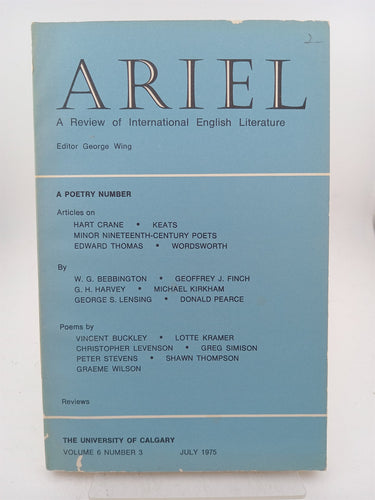 2
ARIEL
A Review of International English Literature
Editor George Wing
A POETRY NUMBER
Articles on
HART CRANE • KEATS
MINOR NINETEENTH-CENTURY POETS
EDWARD THOMAS • WORDSWORTH
By
W. G. BEBBINGTON • GEOFFREY J. FINCH
G. H. HARVEY • MICHAEL KIRKHAM
GEORGE S. LENSING • DONALD PEARCE
Poems by
VINCENT BUCKLEY • LOTTE KRAMER
CHRISTOPHER LEVENSON • GREG SIMISON
PETER STEVENS • SHAWN THOMPSON
GRAEME WILSON
Reviews
THE UNIVERSITY OF CALGARY
VOLUME 6 NUMBER 3 JULY 1975